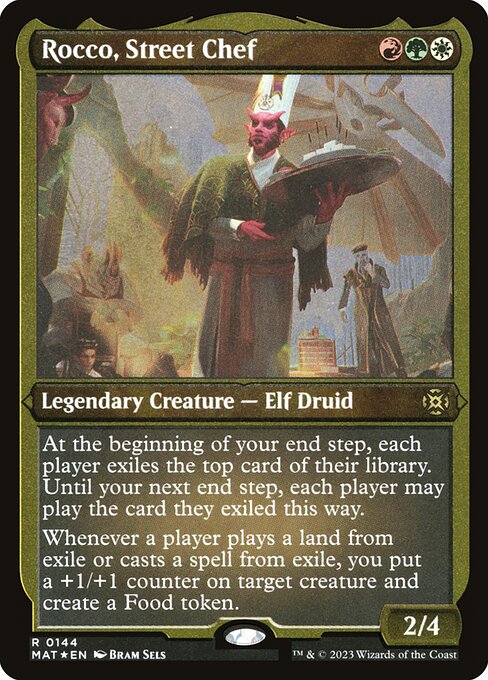 Rocco, Street Chef
Legendary Creature — Elf Druid
At the beginning of your end step, each
player exiles the top card of their library.
Until your next end step, each player may
play the card they exiled this way.
Whenever a player plays a land from
exile or casts a spell from exile, you put
a +1/+1 counter on target creature and
create a Food token.
2/4
R 0144
MAT★EN Bram Sels
™ & © 2023 Wizards of the Coast